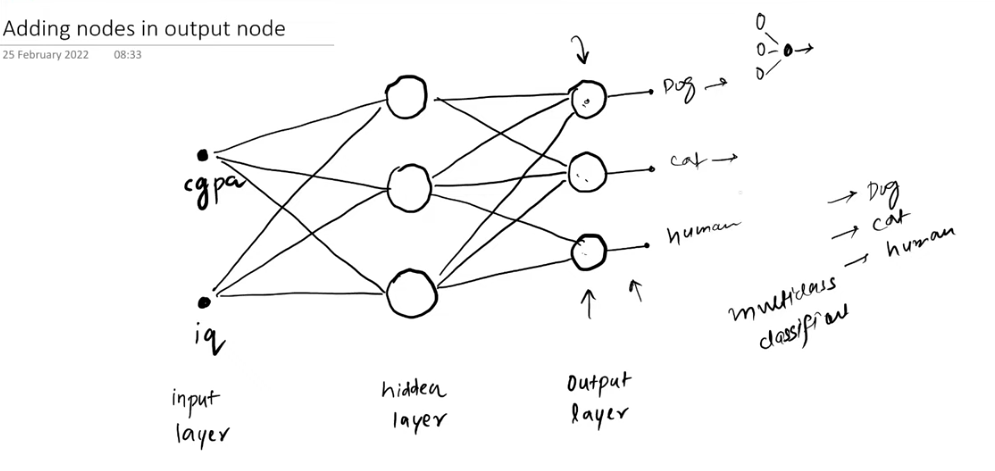 Adding nodes in output node
25 February 2022 08:33
Dog
cat
human
cgpa
iq
Dog
cat
human
multiclass
classifier
input
layer
hidden
layer
output
layer